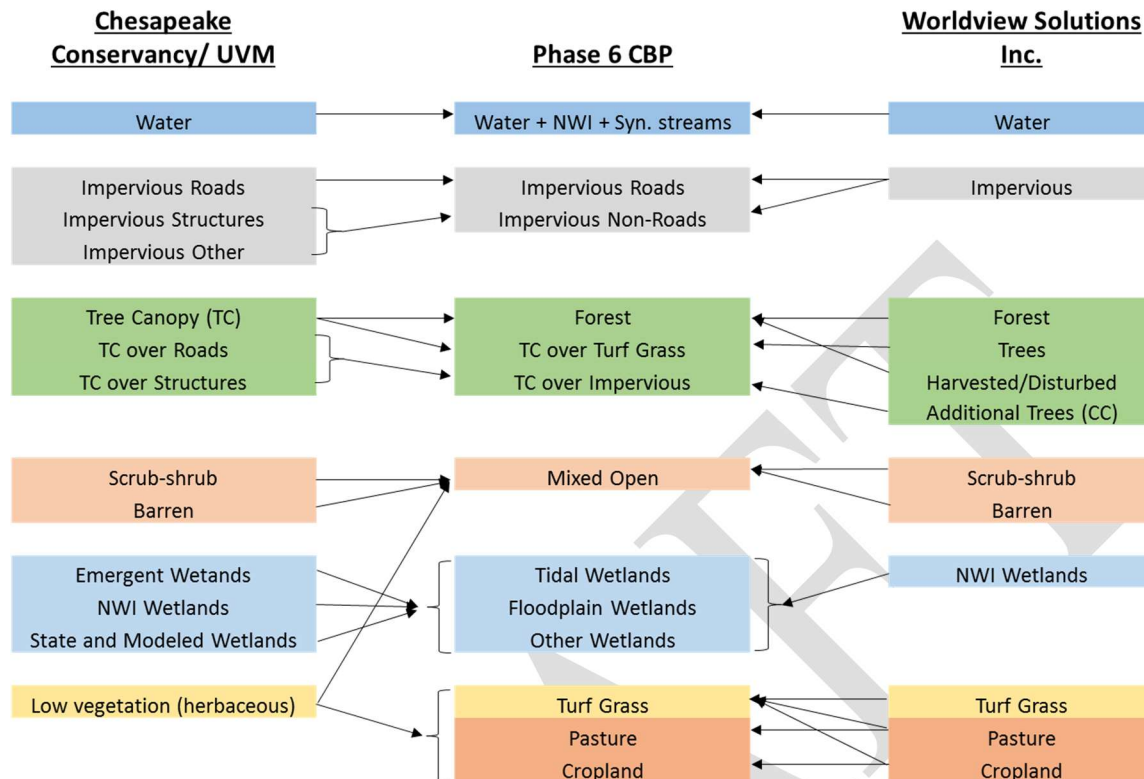 Chesapeake
Conservancy/ UVM
Water
Impervious Roads
Impervious Structures
Impervious Other
Tree Canopy (TC)
TC over Roads
TC over Structures
Scrub-shrub
Barren
Emergent Wetands
NWI Wetlands
State and Modeled Wetlands
Low vegetation (herbaceous)
Phase 6 CBP
Water + NWI + Syn. streams
Impervious Roads
Impervious Non-Roads
Forest
TC over Turf Grass
TC over Impervious
Mixed Open
Tidal Wetlands
Floodplain Wetlands
Other Wetlands
Turf Grass
Pasture
Cropland
Worldview Solutions
Inc.
Water
Impervious
Forest
Trees
Harvested/Disturbed
Additional Trees (CC)
Scrub-shrub
Barren
NWI Wetlands
Turf Grass
Pasture
Cropland